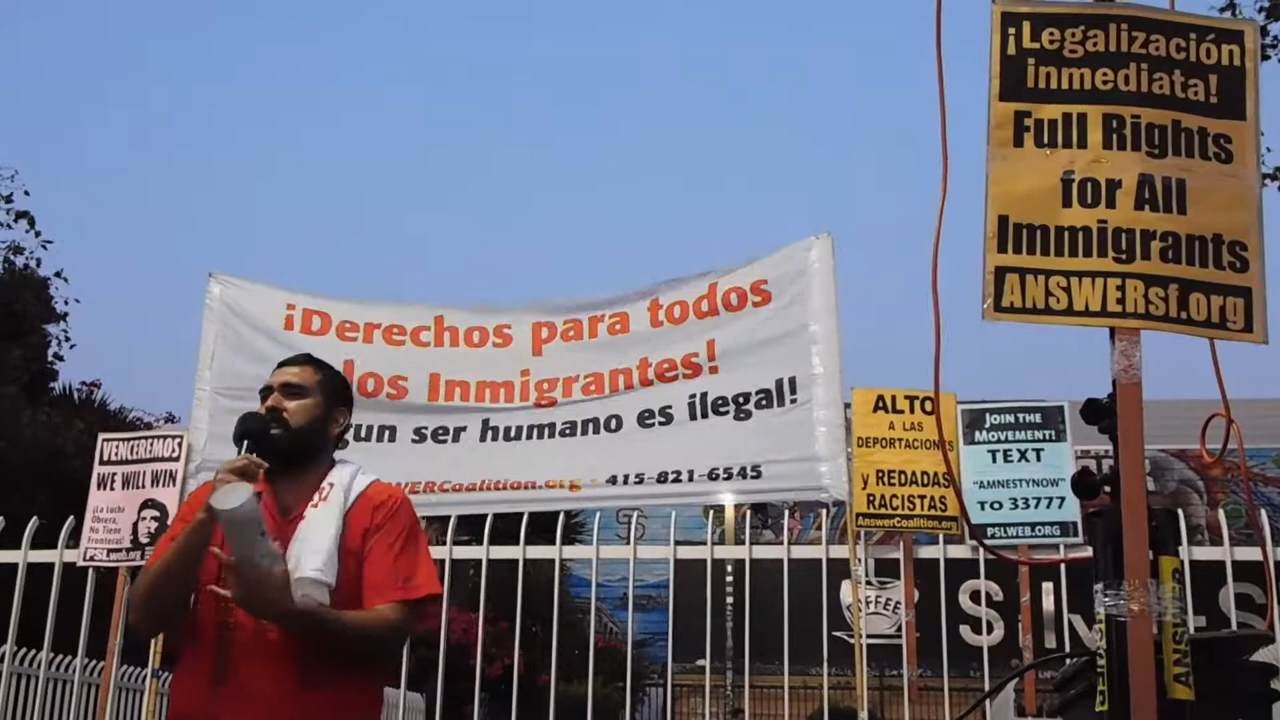 ¡Legalización
inmediata!
Full Rights
for All
Immigrants
ANSWERsf.org
¡Derechos para todos
los Inmigrantes!
ser humano es ilegal!
415-821-6545
VENCEREMOS
WE WILL WIN
¡La Lucha
Obrera,
No Tiene
Fronteras!
PSLweb.org
ALTO
A LAS
DEPORTACIONES
y REDADAS
RACISTAS
AnswerCoalition.org
JOIN THE
MOVEMENT!
TEXT
"AMNESTYNOW"
TO 33777
PSLWEB.ORG
COFFEE
ANSWER